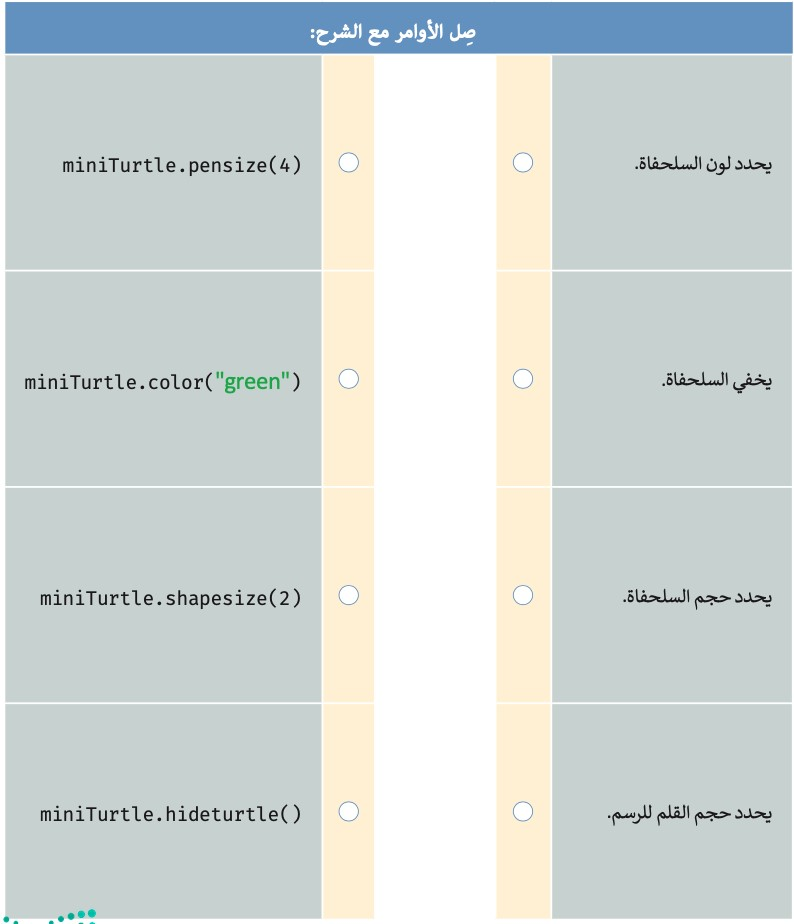 صِل الأوامر مع الشرح:
يحدد لون السلحفاة.
miniTurtle.pensize(4)
يخفي السلحفاة.
miniTurtle.color("green")
يحدد حجم السلحفاة.
miniTurtle.shapesize(2)
يحدد حجم القلم للرسم.
miniTurtle.hideturtle()